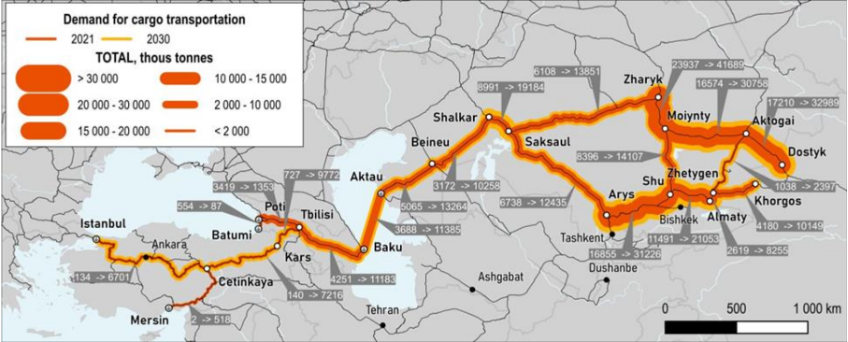 Demand for cargo transportation
2021 2030
TOTAL, thous tonnes
> 30 000 10 000 - 15 000
20 000 - 30 000 2 000 - 10 000
15 000 - 20 000 < 2 000
23937 -> 41689
6108 -> 13851
Zharyk
16574 -> 30758
8991 -> 19184
17210 -> 32989
Shalkar
Moiynty
Aktogai
Saksaul
Beineu
Dostyk
8396 -> 14107
Zhetygen
3172 -> 10258
727 -> 9772
Aktau
1038 -> 2397
3419 -> 1353
Shu
5065 -> 13264
Arys
6738 -> 12435
Khorgos
554 -> 87
Poti
Tbilisi
Bishkek
Almaty
Istanbul
3688 -> 11385
4180 -> 10149
Batumi
Tashkent
11491 -> 21053
Ankara
Baku
2619 -> 8255
16855 -> 31226
Kars
134 -> 6701
4251 -> 11183
Dushanbe
Cetinkaya
Ashgabat
140 -> 7216
Tehran
0 500 1 000 km
Mersin
2 -> 518